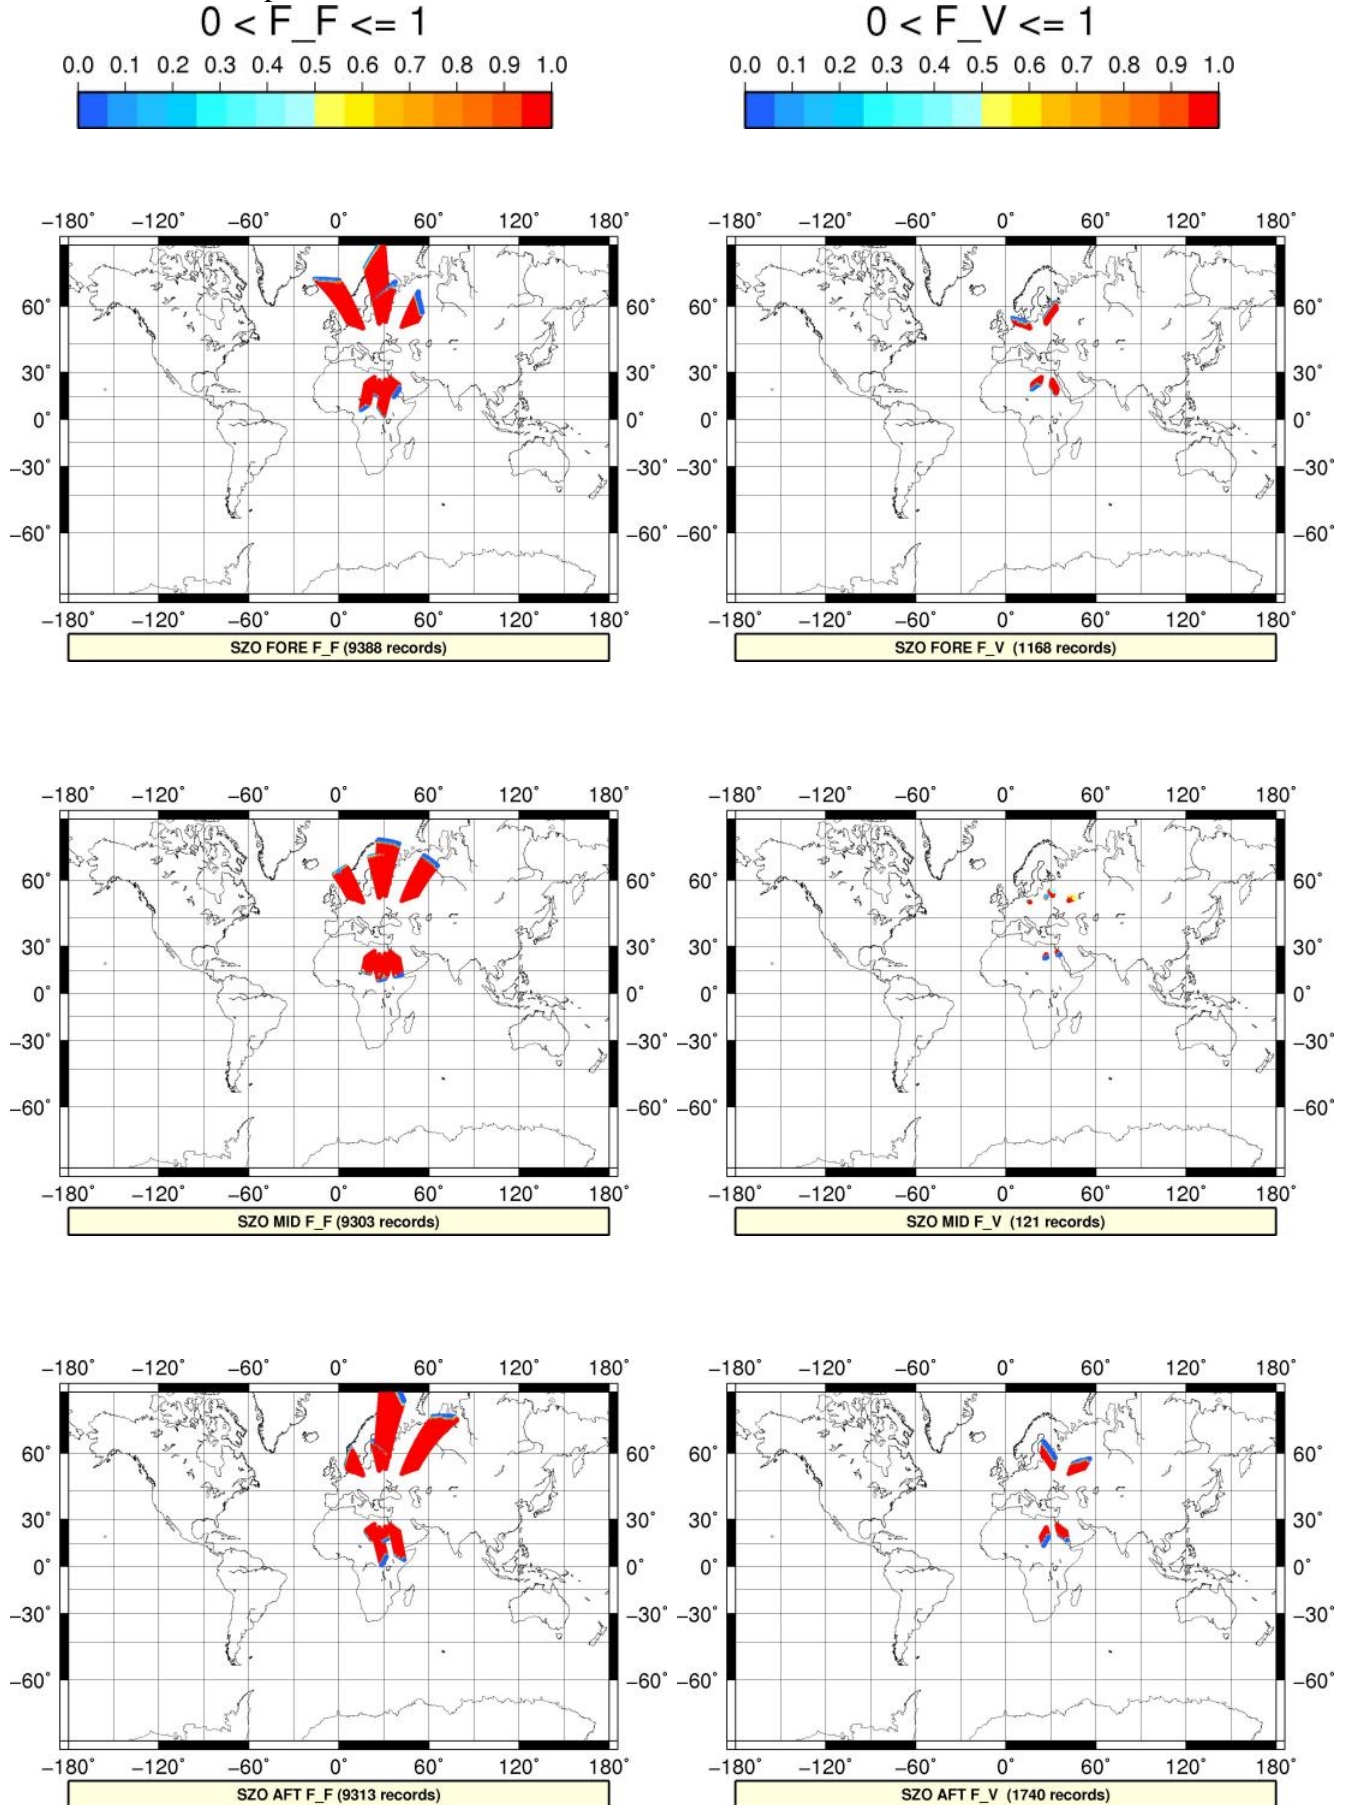 0 < F_F <= 1 0 < F_V <= 1
0.0 0.1 0.2 0.3 0.4 0.5 0.6 0.7 0.8 0.9 1.0 0.0 0.1 0.2 0.3 0.4 0.5 0.6 0.7 0.8 0.9 1.0
−180˚ −120˚ −60˚ 0˚ 60˚ 120˚ 180˚ −180˚ −120˚ −60˚ 0˚ 60˚ 120˚ 180˚
60˚ 60˚ 60˚ 60˚
30˚ 30˚ 30˚ 30˚
0˚ 0˚ 0˚ 0˚
−30˚ −30˚ −30˚ −30˚
−60˚ −60˚ −60˚ −60˚
−180˚ −120˚ −60˚ 0˚ 60˚ 120˚ 180˚ −180˚ −120˚ −60˚ 0˚ 60˚ 120˚ 180˚
SZO FORE F_F (9388 records) SZO FORE F_V (1168 records)
−180˚ −120˚ −60˚ 0˚ 60˚ 120˚ 180˚ −180˚ −120˚ −60˚ 0˚ 60˚ 120˚ 180˚
60˚ 60˚ 60˚ 60˚
30˚ 30˚ 30˚ 30˚
0˚ 0˚ 0˚ 0˚
−30˚ −30˚ −30˚ −30˚
−60˚ −60˚ −60˚ −60˚
−180˚ −120˚ −60˚ 0˚ 60˚ 120˚ 180˚ −180˚ −120˚ −60˚ 0˚ 60˚ 120˚ 180˚
SZO MID F_F (9303 records) SZO MID F_V (121 records)
−180˚ −120˚ −60˚ 0˚ 60˚ 120˚ 180˚ −180˚ −120˚ −60˚ 0˚ 60˚ 120˚ 180˚
60˚ 60˚ 60˚ 60˚
30˚ 30˚ 30˚ 30˚
0˚ 0˚ 0˚ 0˚
−30˚ −30˚ −30˚ −30˚
−60˚ −60˚ −60˚ −60˚
−180˚ −120˚ −60˚ 0˚ 60˚ 120˚ 180˚ −180˚ −120˚ −60˚ 0˚ 60˚ 120˚ 180˚
SZO AFT F_F (9313 records) SZO AFT F_V (1740 records)